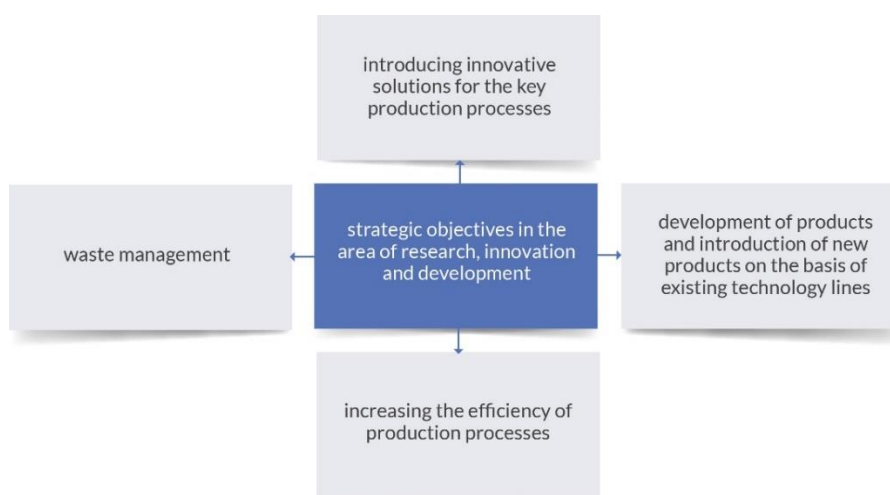 introducing innovative
solutions for the key
production processes
waste management
strategic objectives in the
area of research, innovation
and development
development of products
and introduction of new
products on the basis of
existing technology lines
increasing the efficiency of
production processes